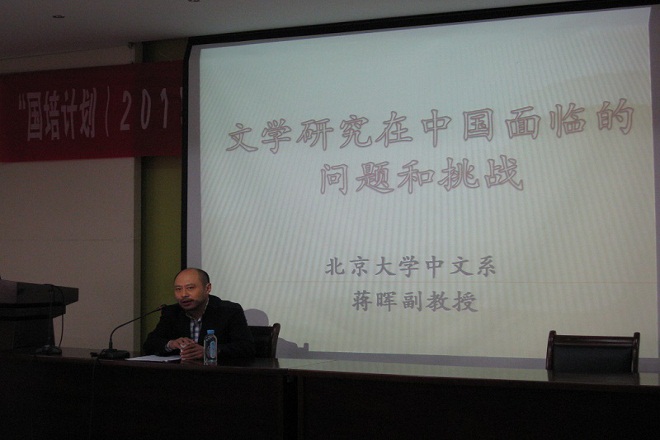 “国培计划（201
文学研究在中国面临的
问题和挑战
北京大学中文系
蒋晖副教授